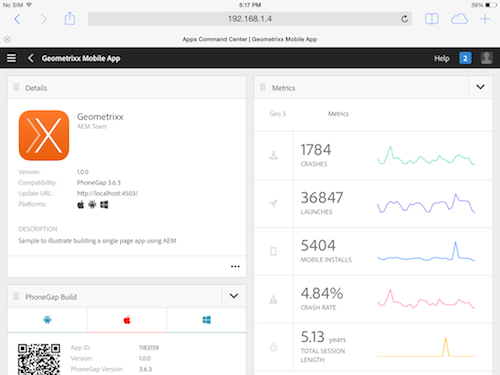 No SIM
5:17 PM
39%
192.168.1.4
Apps Command Center | Geometrixx Mobile App
Geometrixx Mobile App
Help
2
Details
Geometrixx
AEM Team
Version: 1.0.0
Compatibility: PhoneGap 3.6.3
Update URL: http://localhost:4503/
Platforms:
DESCRIPTION
Sample to illustrate building a single page app using AEM
PhoneGap Build
App ID: 1183159
Version: 1.0.0
PhoneGap Version: 3.6.3
Metrics
Geo 3
Metrics
1784
CRASHES
36847
LAUNCHES
5404
MOBILE INSTALLS
4.84%
CRASH RATE
5.13 years
TOTAL SESSION
LENGTH